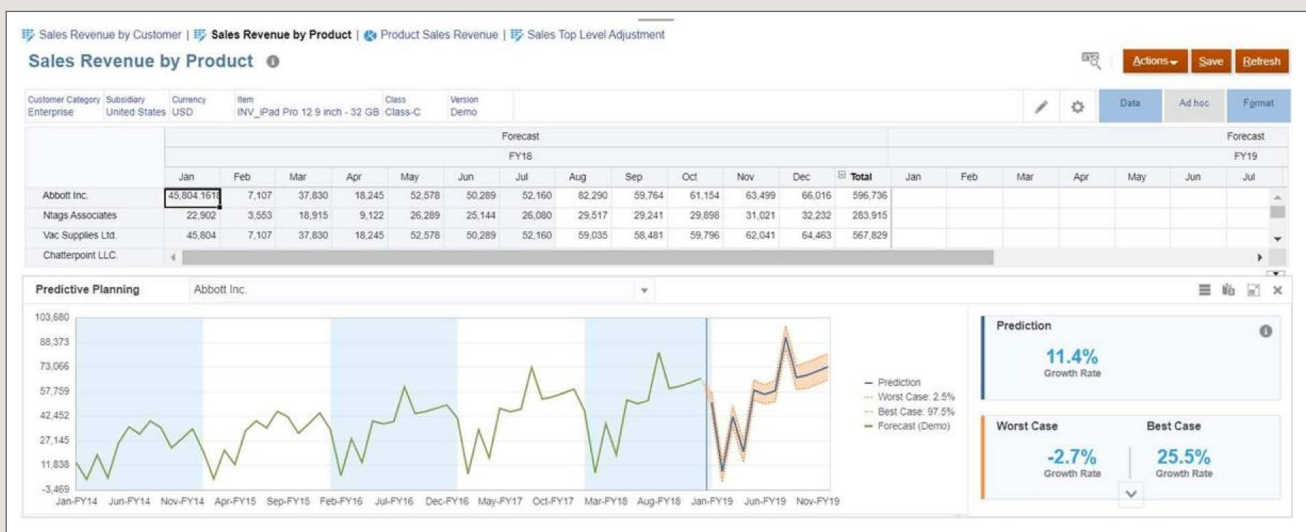 Sales Revenue by Customer | Sales Revenue by Product | Product Sales Revenue | Sales Top Level Adjustment
Sales Revenue by Product
Actions Save Refresh
Customer Category Subsidiary Currency Item Class Version
Enterprise United States USD INV_iPad Pro 12.9 inch - 32 GB Class-C Demo
Data Ad hoc Format
Forecast Forecast
FY18 FY19
Jan Feb Mar Apr May Jun Jul Aug Sep Oct Nov Dec Total Jan Feb Mar Apr May Jun Jul
Abbott Inc. 45,804.1618 7,107 37,830 18,245 52,578 50,289 52,160 82,290 59,764 61,154 63,499 66,016 596,736
Ntags Associates 22,902 3,553 18,915 9,122 26,289 25,144 26,080 29,517 29,241 29,898 31,021 32,232 283,915
Vac Supplies Ltd. 45,804 7,107 37,830 18,245 52,578 50,289 52,160 59,035 58,481 59,796 62,041 64,463 567,829
Chatterpoint LLC.
Predictive Planning Abbott Inc.
103,680
88,373
73,066
57,759
42,452
27,145
11,838
-3,469
Jan-FY14 Jun-FY14 Nov-FY14 Apr-FY15 Sep-FY15 Feb-FY16 Jul-FY16 Dec-FY16 May-FY17 Oct-FY17 Mar-FY18 Aug-FY18 Jan-FY19 Jun-FY19 Nov-FY19
Prediction
Worst Case: 2.5%
Best Case: 97.5%
Forecast (Demo)
Prediction
11.4%
Growth Rate
Worst Case Best Case
-2.7% 25.5%
Growth Rate Growth Rate